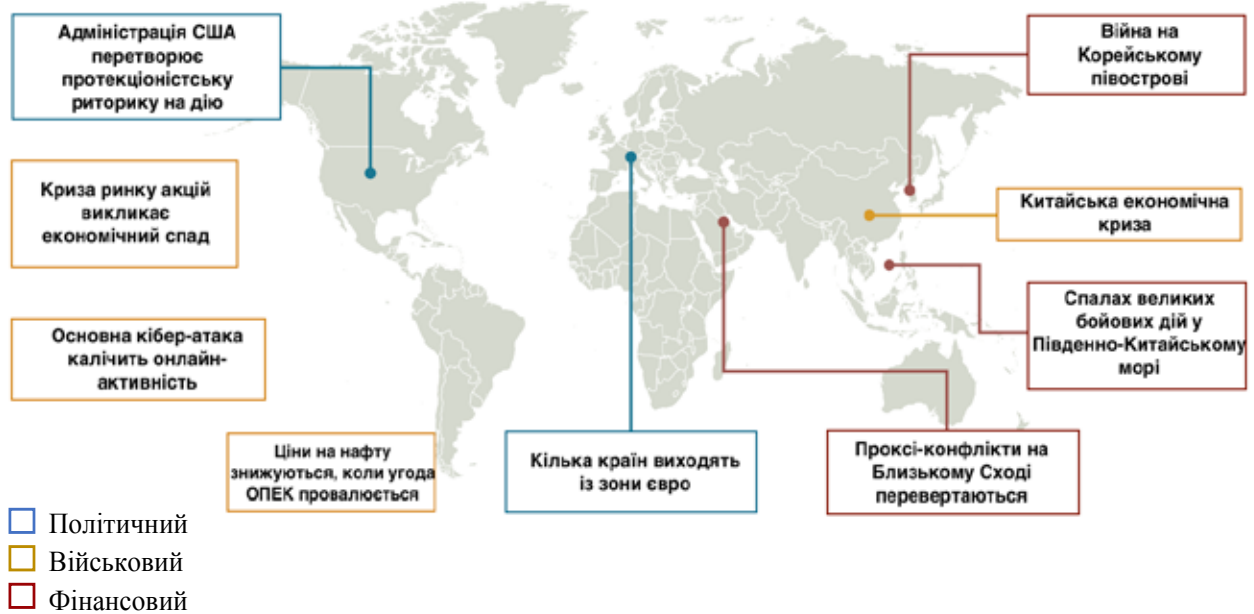 Адміністрація США
перетворює
протекціоністську
риторику на дію
Війна на
Корейському
півострові
Криза ринку акцій
викликає
економічний спад
Китайська економічна
криза
Основна кібер-атака
калічить онлайн-
активність
Спалах великих
бойових дій у
Південно-Китайському
морі
Ціни на нафту
знижуються, коли угода
ОПЕК провалюється
Кілька країн виходять
із зони євро
Проксі-конфлікти на
Близькому Сході
перевертаються
Політичний
Військовий
Фінансовий